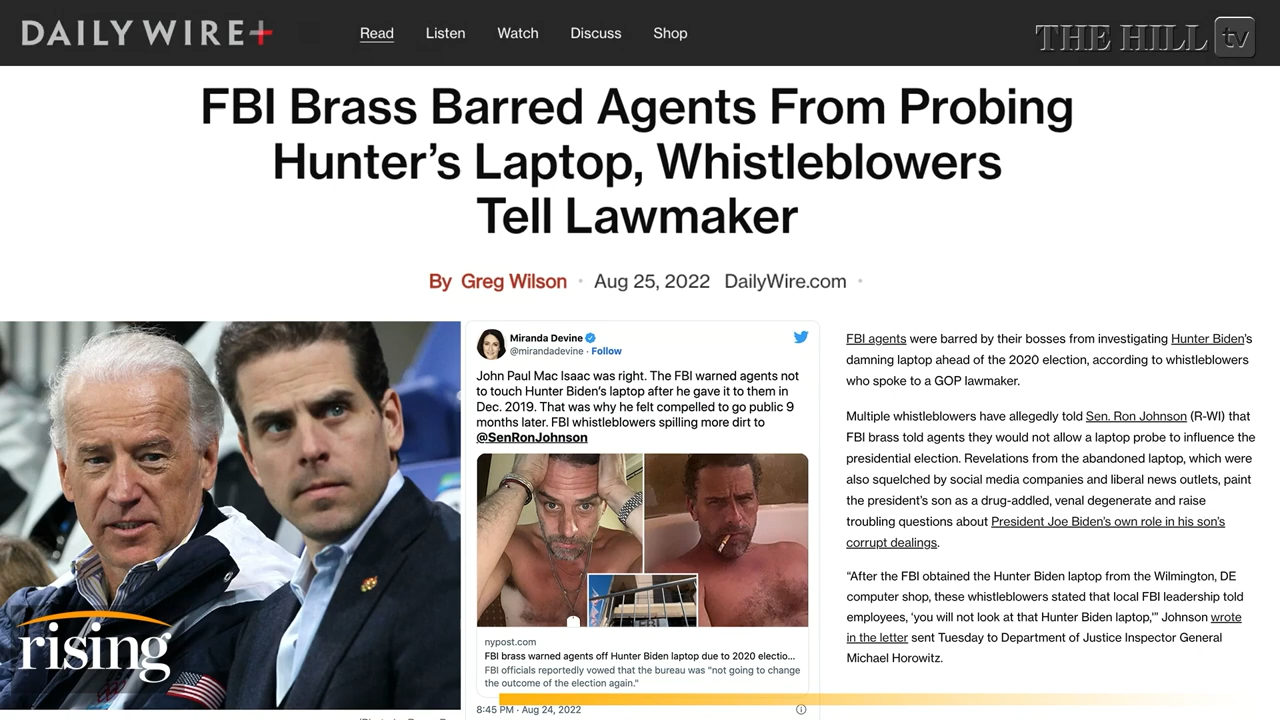 DAILYWIRE+
Read
Listen
Watch
Discuss
Shop
THE HILL tv
FBI Brass Barred Agents From Probing
Hunter’s Laptop, Whistleblowers
Tell Lawmaker
By Greg Wilson • Aug 25, 2022 DailyWire.com •
rising
Miranda Devine
@mirandadevine · Follow
John Paul Mac Isaac was right. The FBI warned agents not
to touch Hunter Biden's laptop after he gave it to them in
Dec. 2019. That was why he felt compelled to go public 9
months later. FBI whistleblowers spilling more dirt to
@SenRonJohnson
nypost.com
FBI brass warned agents off Hunter Biden laptop due to 2020 electio...
FBI officials reportedly vowed that the bureau was "not going to change
the outcome of the election again."
8:45 PM · Aug 24, 2022
FBI agents were barred by their bosses from investigating Hunter Biden’s
damning laptop ahead of the 2020 election, according to whistleblowers
who spoke to a GOP lawmaker.
Multiple whistleblowers have allegedly told Sen. Ron Johnson (R-WI) that
FBI brass told agents they would not allow a laptop probe to influence the
presidential election. Revelations from the abandoned laptop, which were
also squelched by social media companies and liberal news outlets, paint
the president’s son as a drug-addled, venal degenerate and raise
troubling questions about President Joe Biden’s own role in his son’s
corrupt dealings.
“After the FBI obtained the Hunter Biden laptop from the Wilmington, DE
computer shop, these whistleblowers stated that local FBI leadership told
employees, ‘you will not look at that Hunter Biden laptop,’” Johnson wrote
in the letter sent Tuesday to Department of Justice Inspector General
Michael Horowitz.